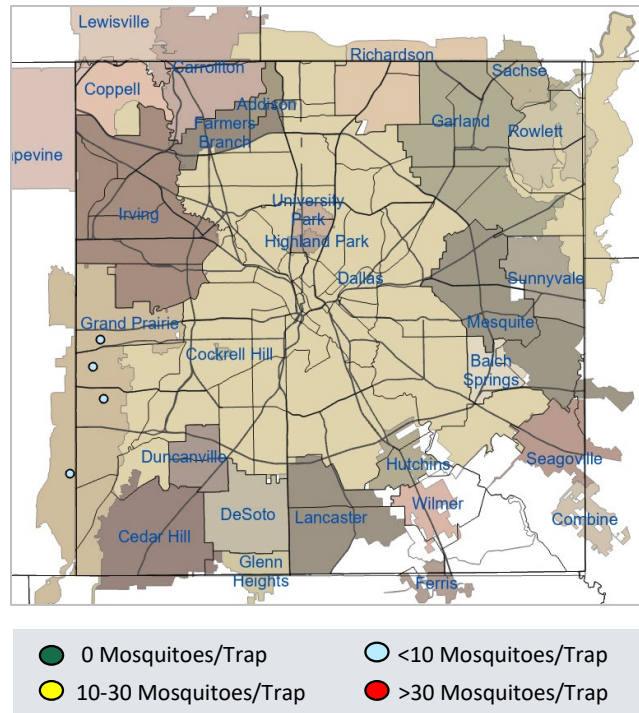 Lewisville
Richardson
Carrollton
Sachse
Coppell
Addison
Garland
Rowlett
Farmers
Branch
apevine
University
Park
Irving
Highland Park
Dallas
Sunnyvale
Grand Prairie
Mesquite
Cockrell Hill
Balch
Springs
Duncanville
Hutchins
Seagoville
Wilmer
DeSoto
Lancaster
Combine
Cedar Hill
Glenn
Heights
Ferris
0 Mosquitoes/Trap
<10 Mosquitoes/Trap
10-30 Mosquitoes/Trap
>30 Mosquitoes/Trap